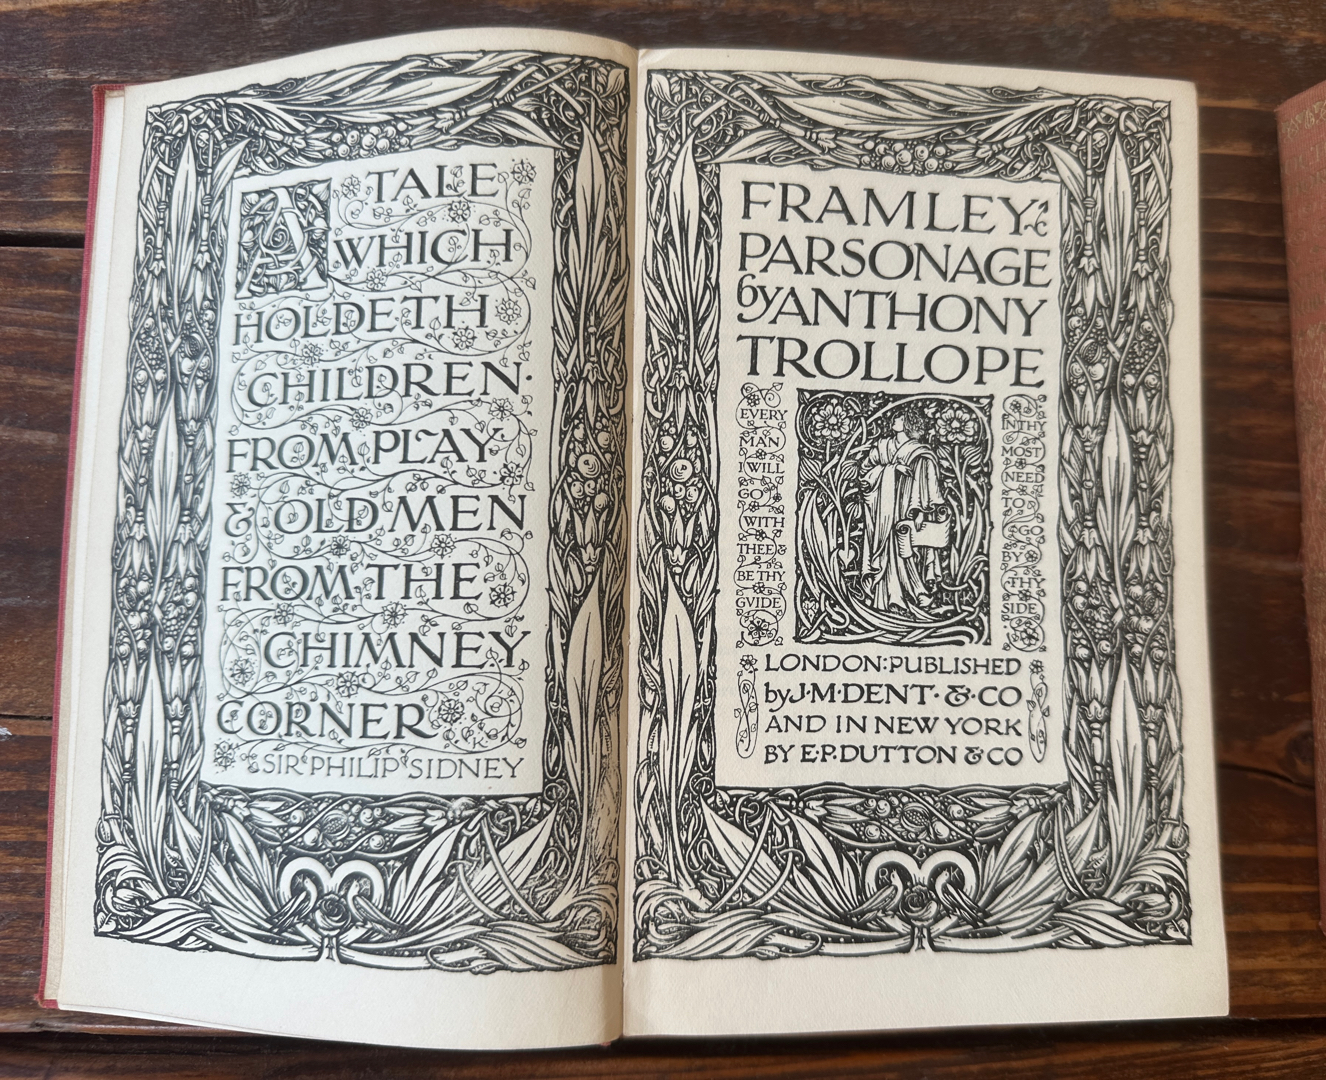 A TALE
WHICH
HOLDETH
CHILDREN·
FROM PLAY
& OLD MEN
FROM THE
CHIMNEY
CORNER
SIR PHILIP SIDNEY
FRAMLEY
PARSONAGE
by ANTHONY
TROLLOPE
EVERY
MAN
I WILL
GO
WITH
THEE &
BE THY
GUIDE
IN THY
MOST
NEED
TO
GO
BY
THY
SIDE
LONDON: PUBLISHED
by J·M·DENT· & ·CO
AND IN NEW YORK
BY E·P·DUTTON & CO